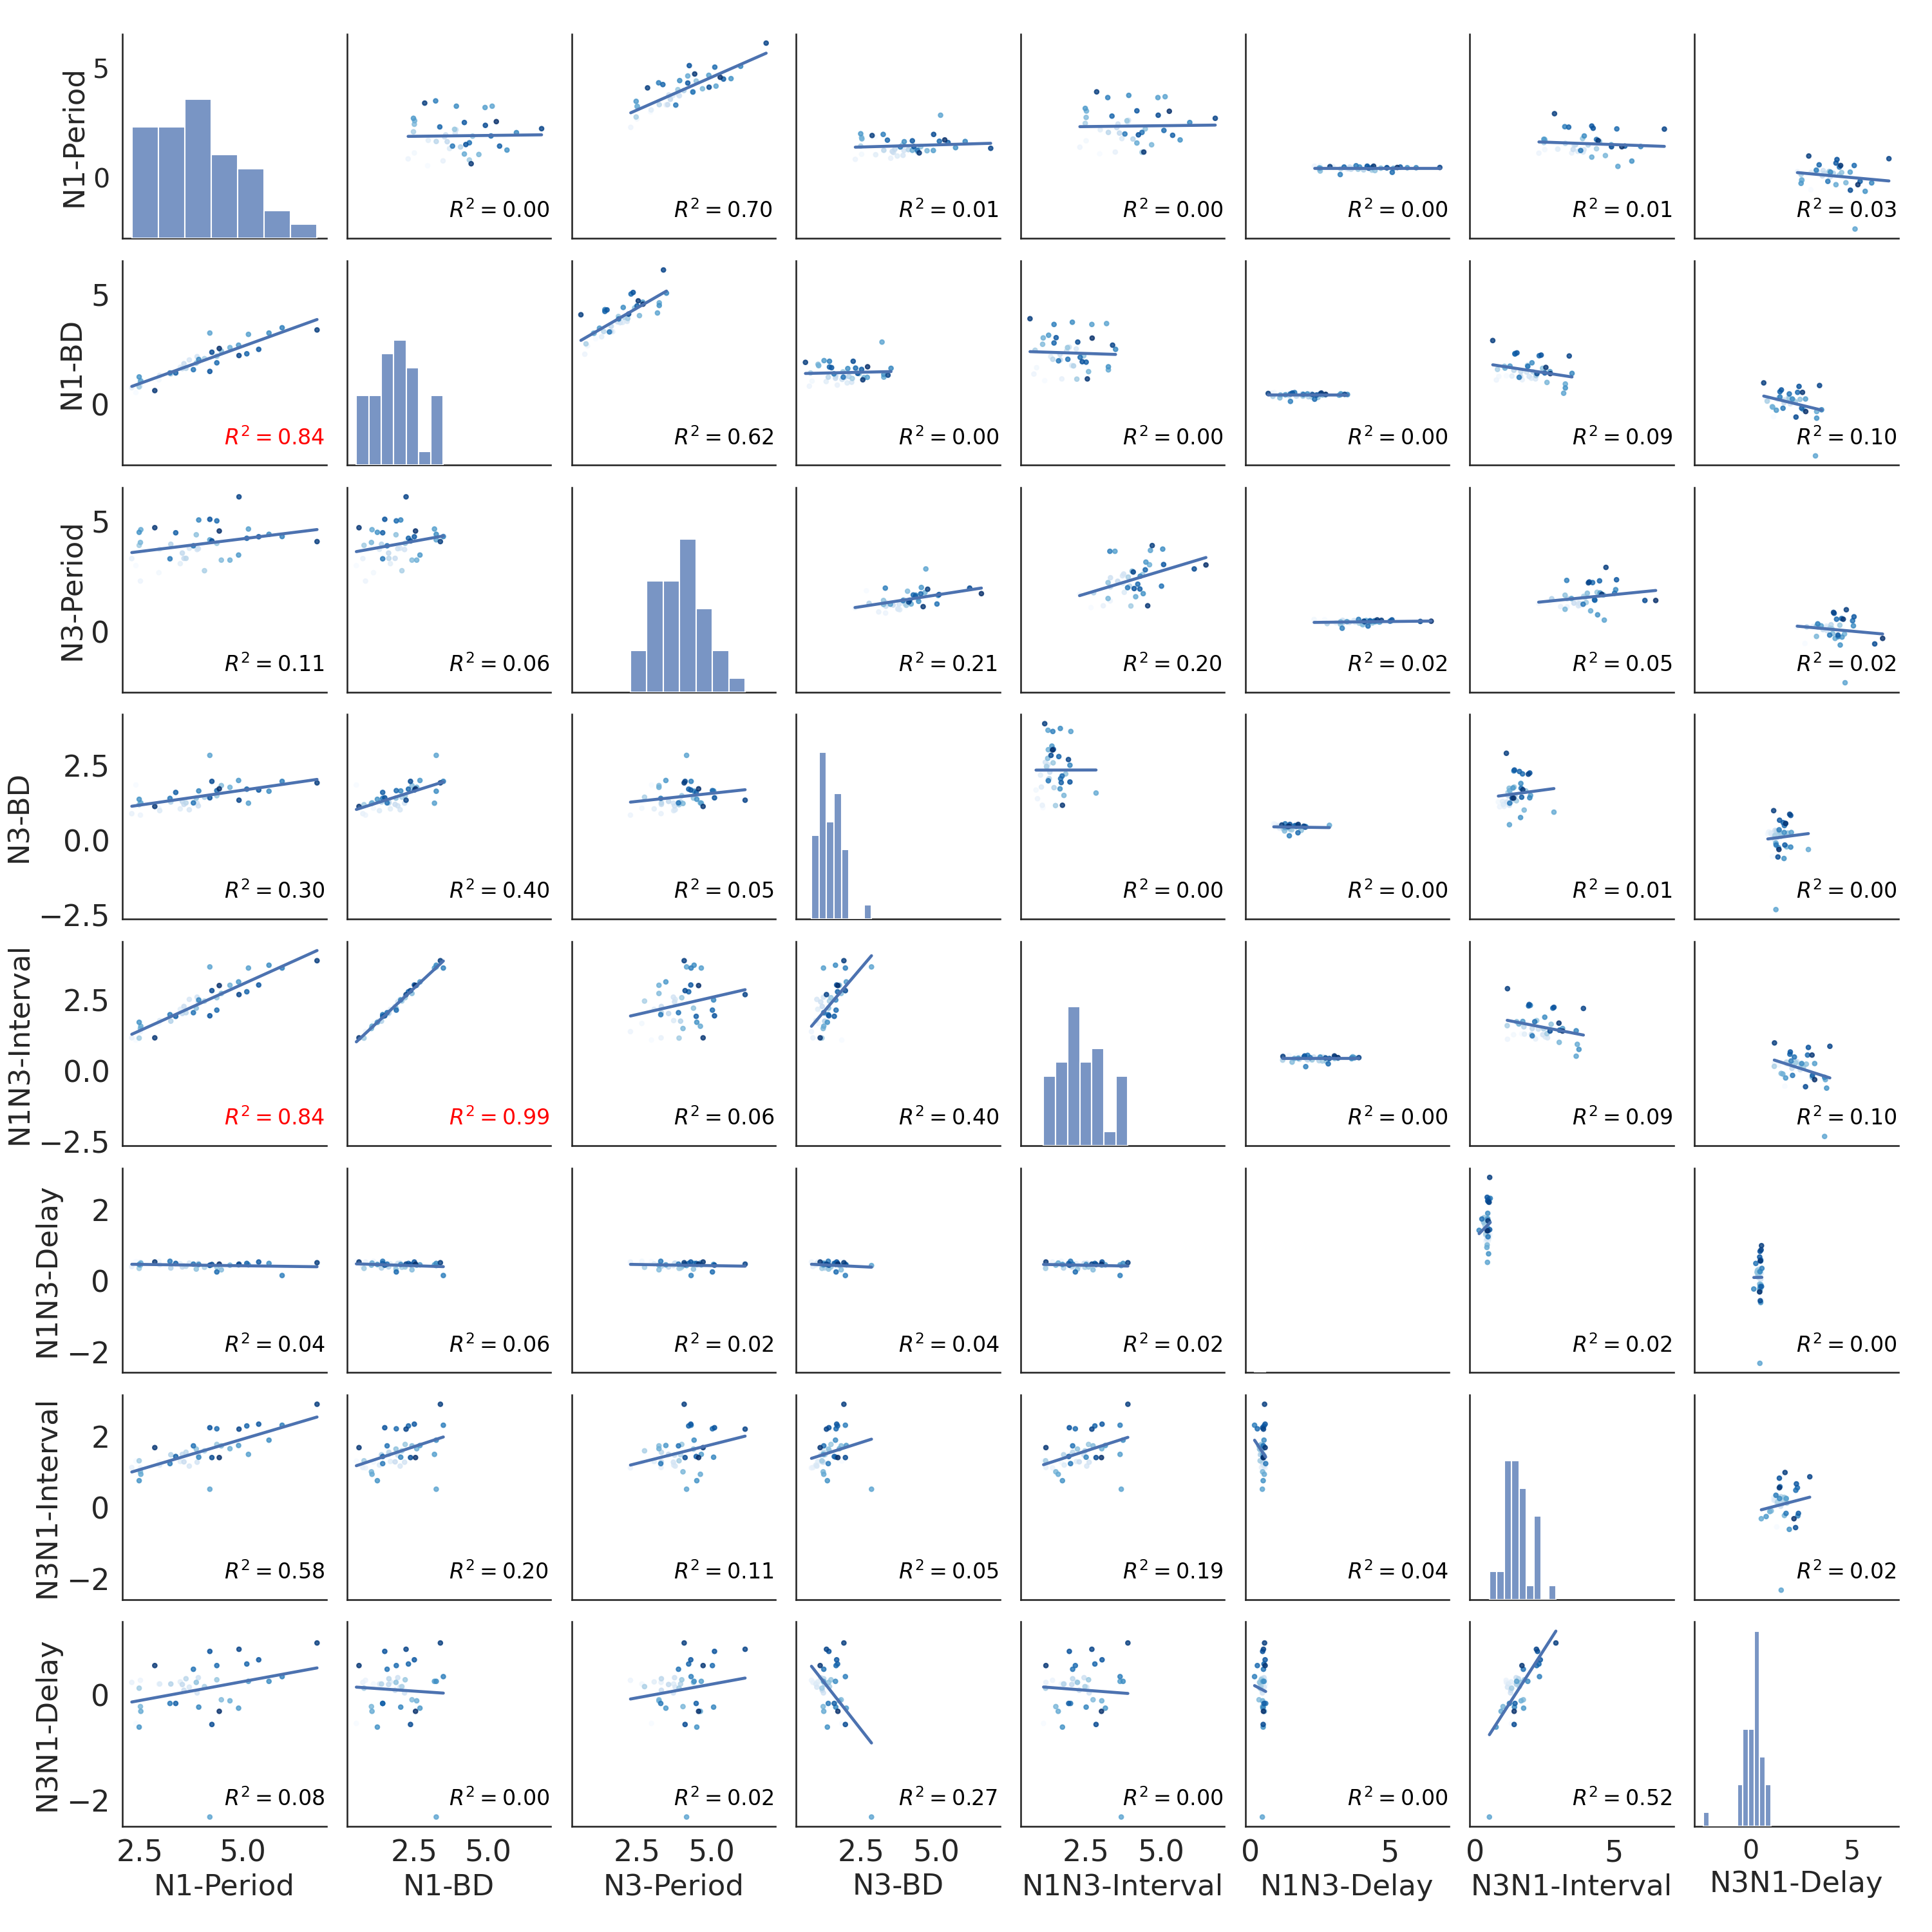 N1-Period
5
0
R² = 0.00
R² = 0.70
R² = 0.01
R² = 0.00
R² = 0.00
R² = 0.01
R² = 0.03
N1-BD
5
0
R² = 0.84
R² = 0.62
R² = 0.00
R² = 0.00
R² = 0.00
R² = 0.09
R² = 0.10
N3-Period
5
0
R² = 0.11
R² = 0.06
R² = 0.21
R² = 0.20
R² = 0.02
R² = 0.05
R² = 0.02
N3-BD
2.5
0.0
−2.5
R² = 0.30
R² = 0.40
R² = 0.05
R² = 0.00
R² = 0.00
R² = 0.01
R² = 0.00
N1N3-Interval
2.5
0.0
−2.5
R² = 0.84
R² = 0.99
R² = 0.06
R² = 0.40
R² = 0.00
R² = 0.09
R² = 0.10
N1N3-Delay
2
0
−2
R² = 0.04
R² = 0.06
R² = 0.02
R² = 0.04
R² = 0.02
R² = 0.02
R² = 0.00
N3N1-Interval
2
0
−2
R² = 0.58
R² = 0.20
R² = 0.11
R² = 0.05
R² = 0.19
R² = 0.04
R² = 0.02
N3N1-Delay
0
−2
R² = 0.08
R² = 0.00
R² = 0.02
R² = 0.27
R² = 0.00
R² = 0.00
R² = 0.52
2.5 5.0
N1-Period
2.5 5.0
N1-BD
2.5 5.0
N3-Period
2.5 5.0
N3-BD
2.5 5.0
N1N3-Interval
0 5
N1N3-Delay
0 5
N3N1-Interval
0 5
N3N1-Delay